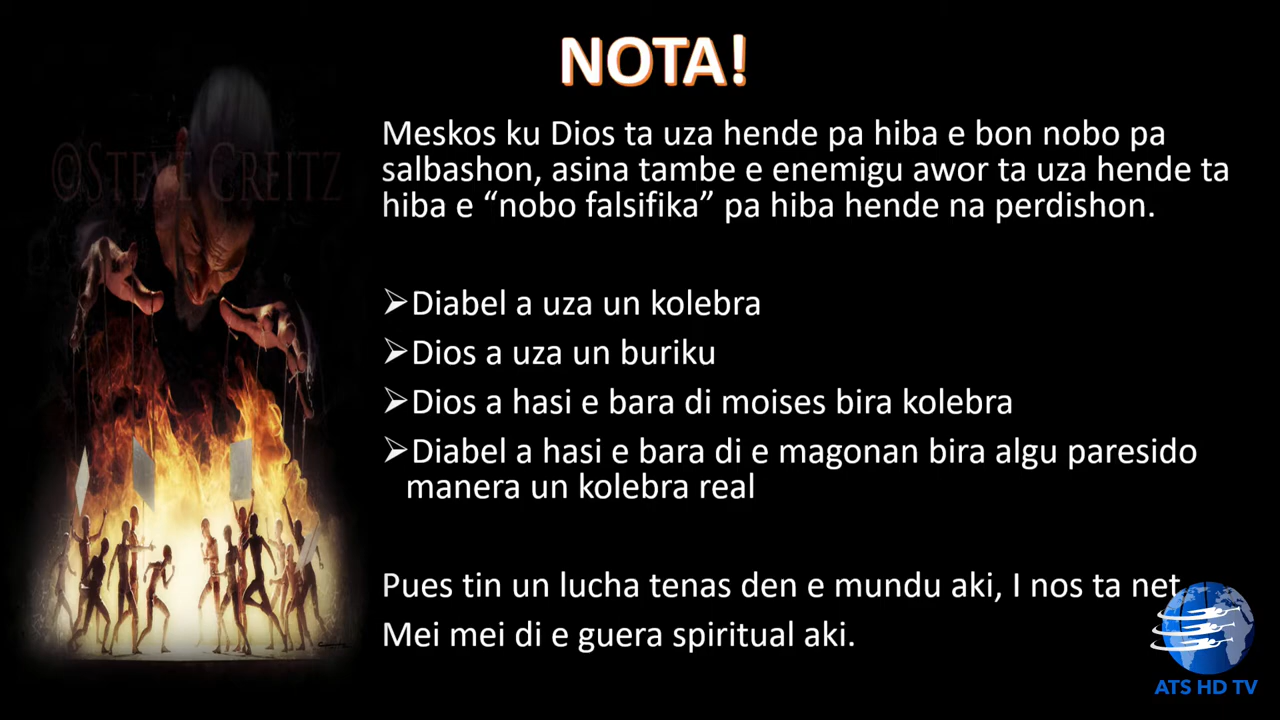 NOTA!
©STEVE CREITZ
Meskos ku Dios ta uza hende pa hiba e bon nobo pa
salbashon, asina tambe e enemigu awor ta uza hende ta
hiba e “nobo falsifika” pa hiba hende na perdishon.
➢Diabel a uza un kolebra
➢Dios a uza un buriku
➢Dios a hasi e bara di moises bira kolebra
➢Diabel a hasi e bara di e magonan bira algu paresido
manera un kolebra real
Pues tin un lucha tenas den e mundu aki, I nos ta net
Mei mei di e guera spiritual aki.
ATS HD TV